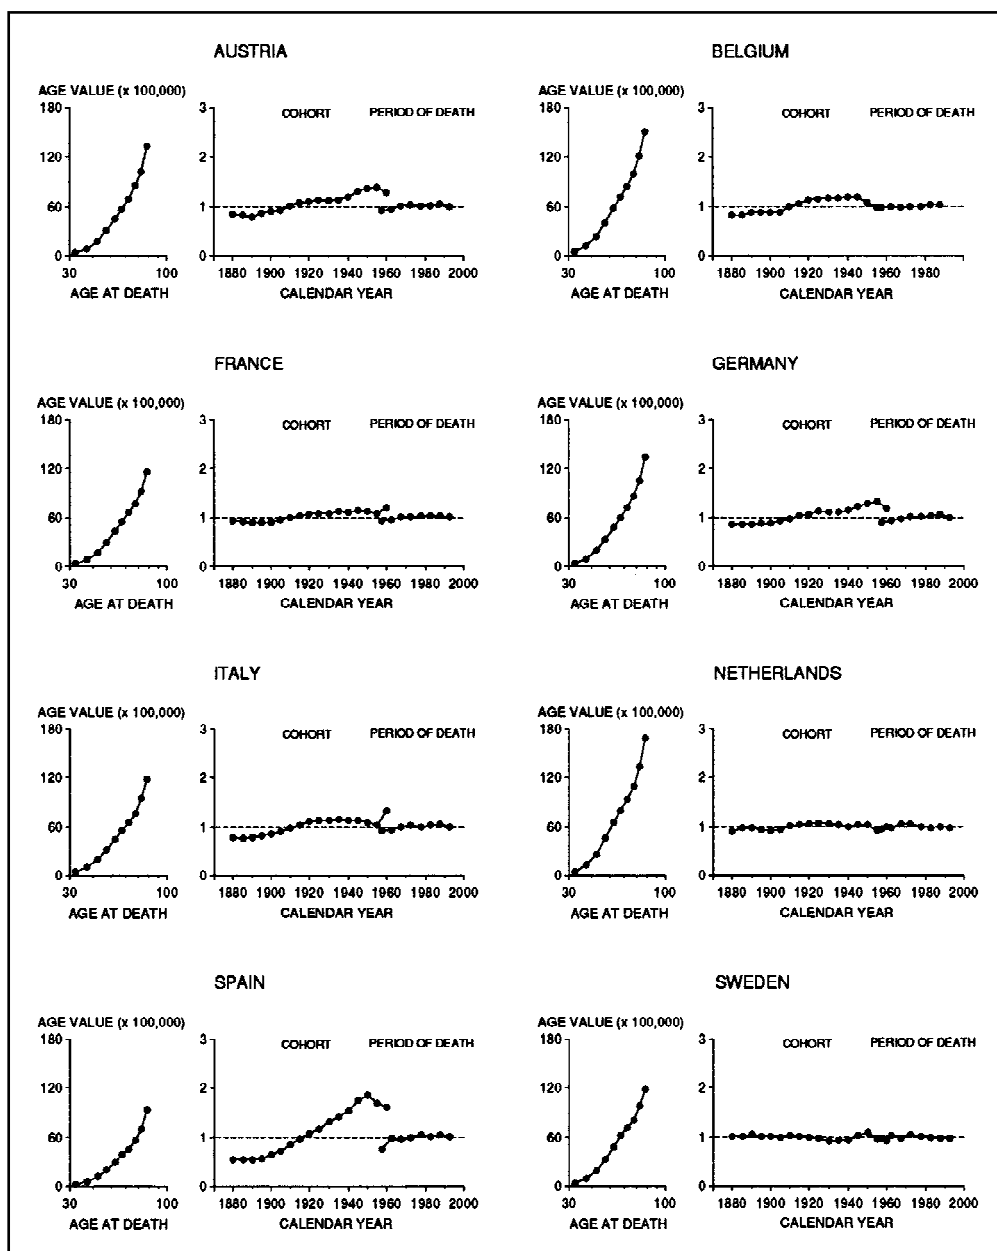 AUSTRIA
AGE VALUE (x 100,000)
180
120
60
0
30 100
AGE AT DEATH
3
2
1
0
COHORT PERIOD OF DEATH
1880 1900 1920 1940 1960 1980 2000
CALENDAR YEAR
BELGIUM
AGE VALUE (x 100,000)
180
120
60
0
30 100
AGE AT DEATH
3
2
1
0
COHORT PERIOD OF DEATH
1880 1900 1920 1940 1960 1980
CALENDAR YEAR
FRANCE
AGE VALUE (x 100,000)
180
120
60
0
30 100
AGE AT DEATH
3
2
1
0
COHORT PERIOD OF DEATH
1880 1900 1920 1940 1960 1980 2000
CALENDAR YEAR
GERMANY
AGE VALUE (x 100,000)
180
120
60
0
30 100
AGE AT DEATH
3
2
1
0
COHORT PERIOD OF DEATH
1880 1900 1920 1940 1960 1980 2000
CALENDAR YEAR
ITALY
AGE VALUE (x 100,000)
180
120
60
0
30 100
AGE AT DEATH
3
2
1
0
COHORT PERIOD OF DEATH
1880 1900 1920 1940 1960 1980 2000
CALENDAR YEAR
NETHERLANDS
AGE VALUE (x 100,000)
180
120
60
0
30 100
AGE AT DEATH
3
2
1
0
COHORT PERIOD OF DEATH
1880 1900 1920 1940 1960 1980 2000
CALENDAR YEAR
SPAIN
AGE VALUE (x 100,000)
180
120
60
0
30 100
AGE AT DEATH
3
2
1
0
COHORT PERIOD OF DEATH
1880 1900 1920 1940 1960 1980 2000
CALENDAR YEAR
SWEDEN
AGE VALUE (x 100,000)
180
120
60
0
30 100
AGE AT DEATH
3
2
1
0
COHORT PERIOD OF DEATH
1880 1900 1920 1940 1960 1980 2000
CALENDAR YEAR